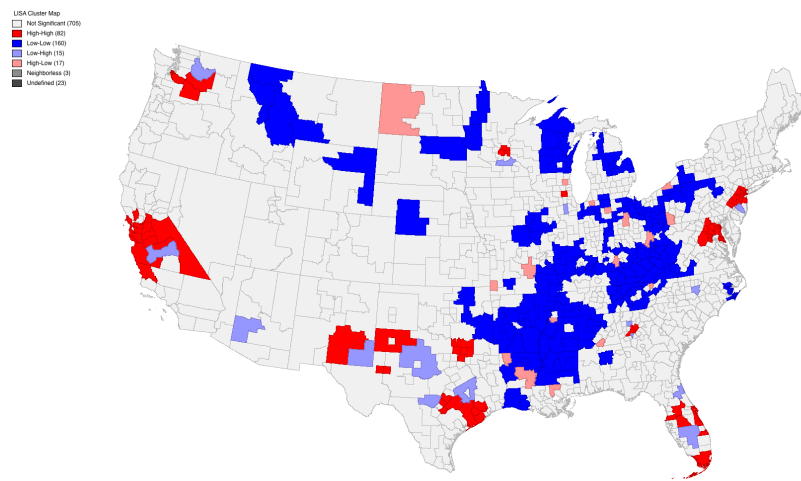 LISA Cluster Map
Not Significant (705)
High-High (82)
Low-Low (160)
Low-High (15)
High-Low (17)
Neighborless (3)
Undefined (23)